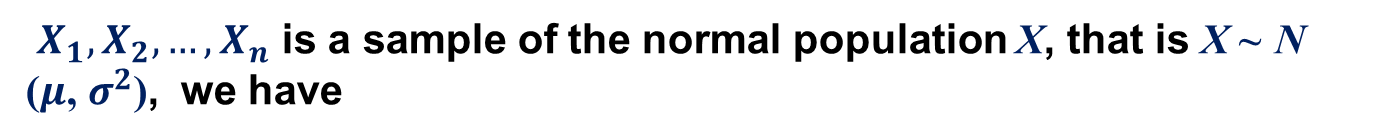 X₁, X₂, …, Xₙ is a sample of the normal population X, that is X ~ N
(μ, σ²), we have